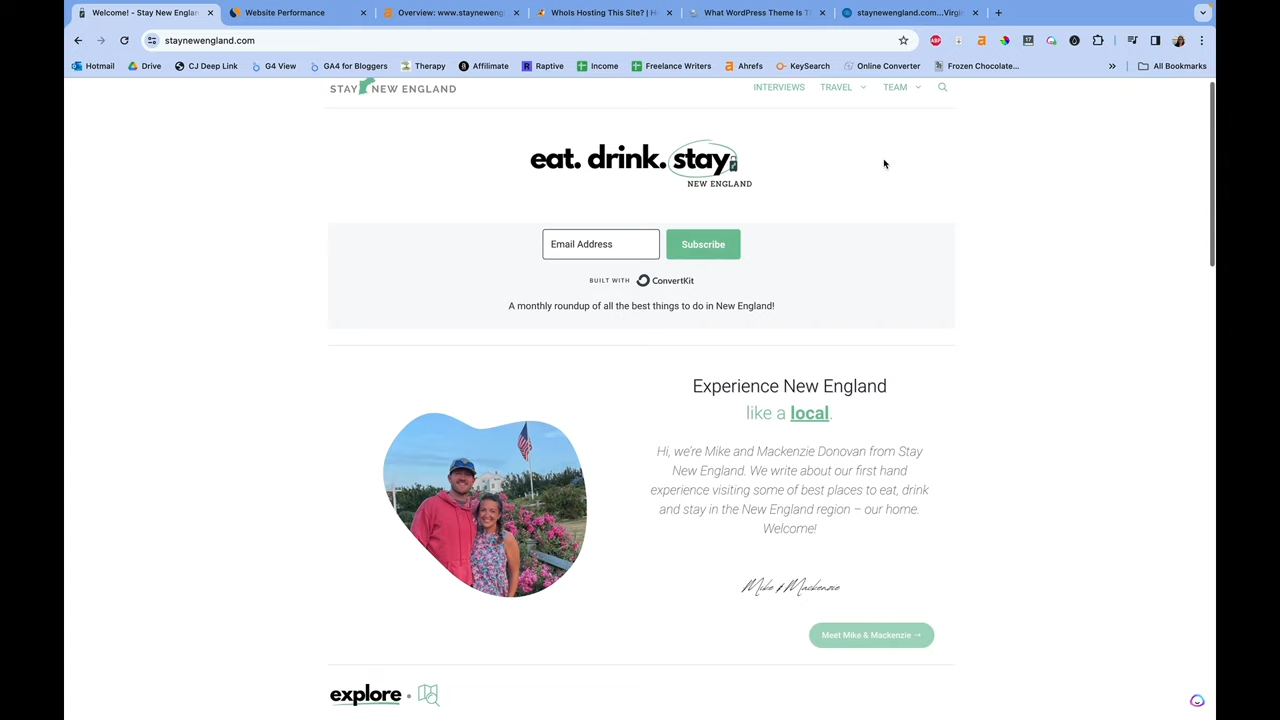 Welcome! - Stay New Englan
Website Performance
Overview: www.stayneweng
WhoIs Hosting This Site? | H
What WordPress Theme Is T
staynewengland.com...Virgi
staynewengland.com
Hotmail
Drive
CJ Deep Link
G4 View
GA4 for Bloggers
Therapy
Affilimate
Raptive
Income
Freelance Writers
Ahrefs
KeySearch
Online Converter
Frozen Chocolate...
»
All Bookmarks
STAY NEW ENGLAND
INTERVIEWS
TRAVEL
TEAM
eat. drink. stay
NEW ENGLAND
Email Address
Subscribe
BUILT WITH ConvertKit
A monthly roundup of all the best things to do in New England!
Experience New England
like a local.
Hi, we're Mike and Mackenzie Donovan from Stay
New England. We write about our first hand
experience visiting some of best places to eat, drink
and stay in the New England region – our home.
Welcome!
Mike & Mackenzie
Meet Mike & Mackenzie →
explore